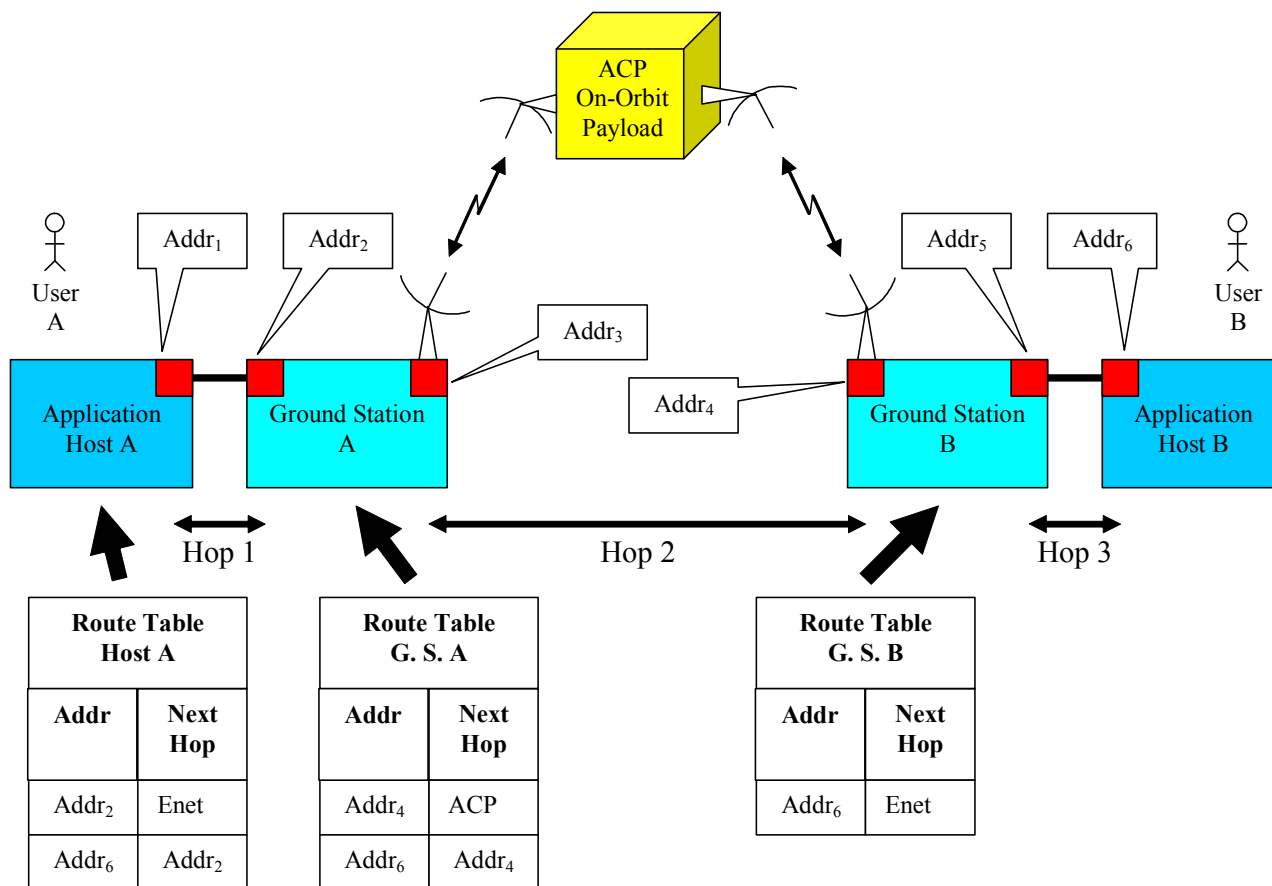 ACP
On-Orbit
Payload
Addr₁
Addr₂
Addr₅
Addr₆
User
A
User
B
Addr₃
Addr₄
Application
Host A
Ground Station
A
Ground Station
B
Application
Host B
Hop 1
Hop 2
Hop 3
Route Table
Host A
Addr
Next
Hop
Addr₂ Enet
Addr₆ Addr₂
Route Table
G. S. A
Addr
Next
Hop
Addr₄ ACP
Addr₆ Addr₄
Route Table
G. S. B
Addr
Next
Hop
Addr₆ Enet